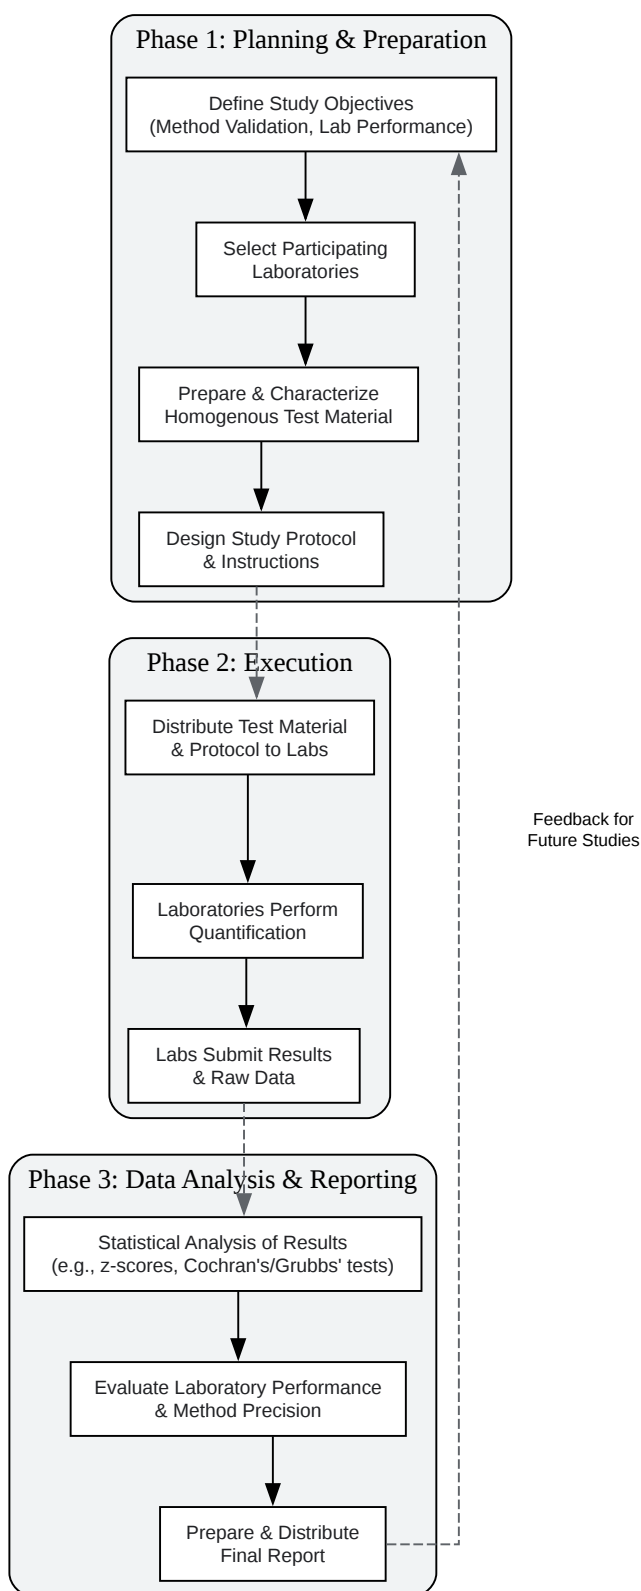 Phase 1: Planning & Preparation
Define Study Objectives
(Method Validation, Lab Performance)
Select Participating
Laboratories
Prepare & Characterize
Homogenous Test Material
Design Study Protocol
& Instructions
Phase 2: Execution
Distribute Test Material
& Protocol to Labs
Feedback for
Future Studies
Laboratories Perform
Quantification
Labs Submit Results
& Raw Data
Phase 3: Data Analysis & Reporting
Statistical Analysis of Results
(e.g., z-scores, Cochran's/Grubbs' tests)
Evaluate Laboratory Performance
& Method Precision
Prepare & Distribute
Final Report